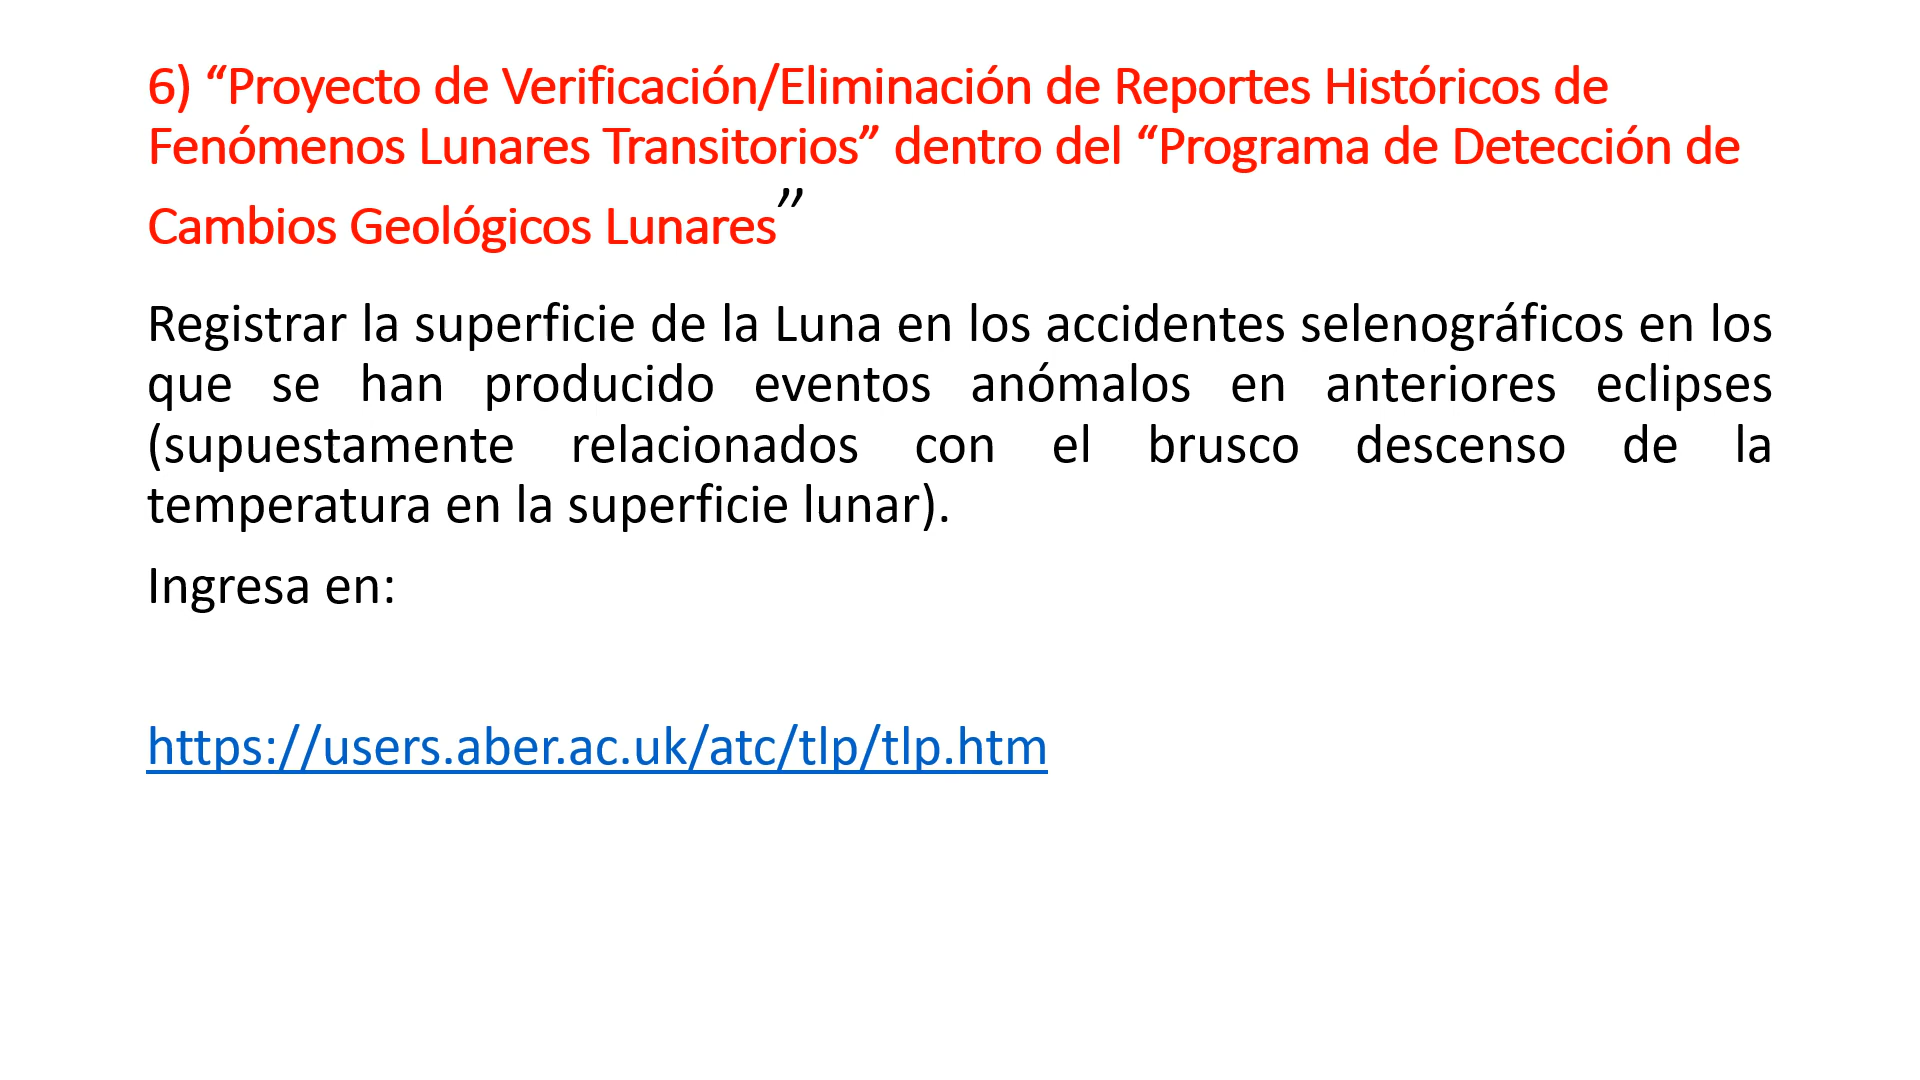 6) “Proyecto de Verificación/Eliminación de Reportes Históricos de
Fenómenos Lunares Transitorios” dentro del “Programa de Detección de
Cambios Geológicos Lunares”
Registrar la superficie de la Luna en los accidentes selenográficos en los
que se han producido eventos anómalos en anteriores eclipses
(supuestamente relacionados con el brusco descenso de la
temperatura en la superficie lunar).
Ingresa en:
https://users.aber.ac.uk/atc/tlp/tlp.htm